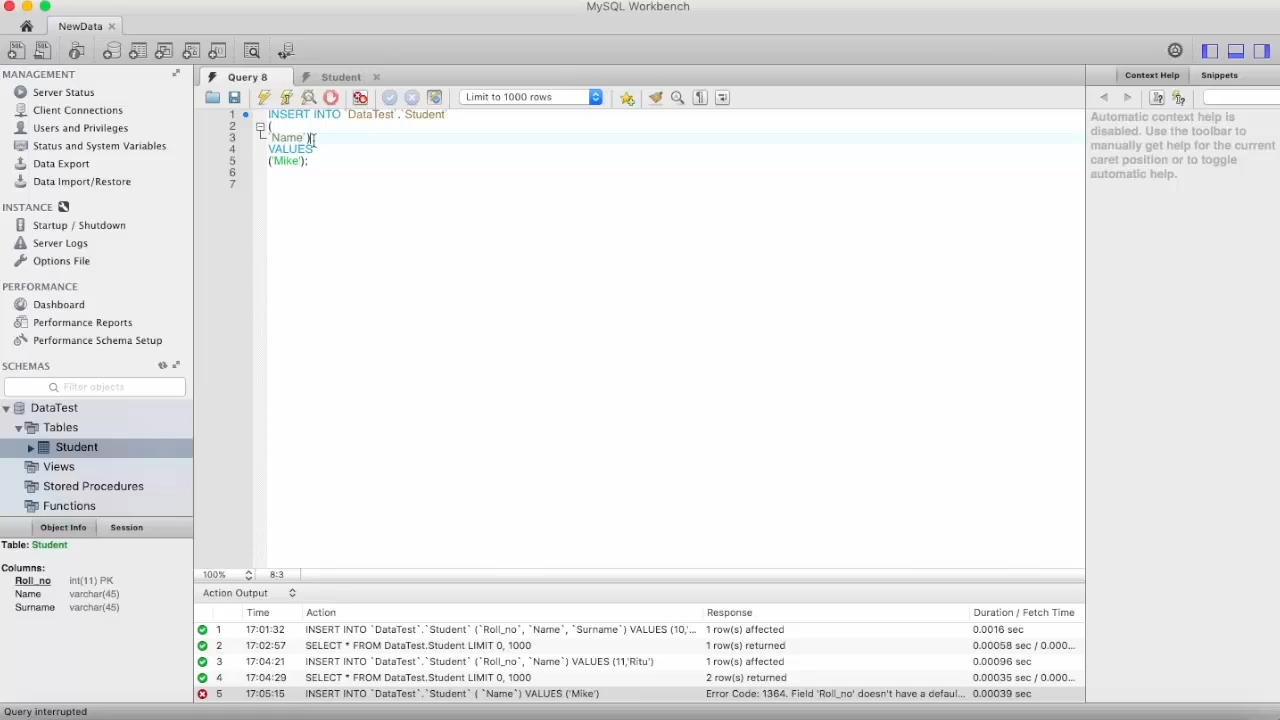 MySQL Workbench
NewData
MANAGEMENT
Server Status
Client Connections
Users and Privileges
Status and System Variables
Data Export
Data Import/Restore
INSTANCE
Startup / Shutdown
Server Logs
Options File
PERFORMANCE
Dashboard
Performance Reports
Performance Schema Setup
SCHEMAS
Filter objects
DataTest
Tables
Student
Views
Stored Procedures
Functions
Object Info Session
Table: Student
Columns:
Roll_no int(11) PK
Name varchar(45)
Surname varchar(45)
Query 8 Student
Limit to 1000 rows
1 INSERT INTO `DataTest`.`Student`
2 (
3 `Name`)
4 VALUES
5 ('Mike');
6
7
100% 8:3
Action Output
Time Action Response Duration / Fetch Time
1 17:01:32 INSERT INTO `DataTest`.`Student` (`Roll_no`, `Name`, `Surname`) VALUES (10,'... 1 row(s) affected 0.0016 sec
2 17:02:57 SELECT * FROM DataTest.Student LIMIT 0, 1000 1 row(s) returned 0.00058 sec / 0.000...
3 17:04:21 INSERT INTO `DataTest`.`Student` (`Roll_no`, `Name`) VALUES (11,'Ritu') 1 row(s) affected 0.00096 sec
4 17:04:29 SELECT * FROM DataTest.Student LIMIT 0, 1000 2 row(s) returned 0.00035 sec / 0.000...
5 17:05:15 INSERT INTO `DataTest`.`Student` ( `Name`) VALUES ('Mike') Error Code: 1364. Field 'Roll_no' doesn't have a defaul... 0.00039 sec
Context Help Snippets
Automatic context help is
disabled. Use the toolbar to
manually get help for the current
caret position or to toggle
automatic help.
Query interrupted